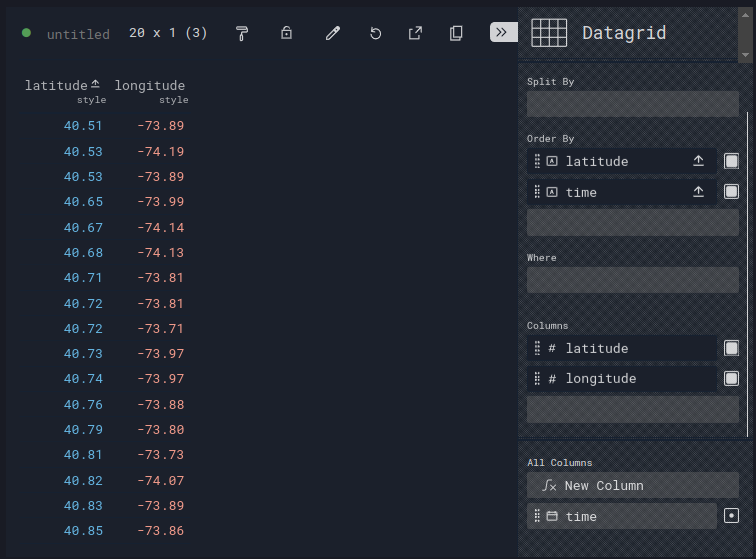 untitled 20 x 1 (3)
Datagrid
latitude longitude
style style
40.51 -73.89
40.53 -74.19
40.53 -73.89
40.65 -73.99
40.67 -74.14
40.68 -74.13
40.71 -73.81
40.72 -73.81
40.72 -73.71
40.73 -73.97
40.74 -73.97
40.76 -73.88
40.79 -73.80
40.81 -73.73
40.82 -74.07
40.83 -73.89
40.85 -73.86
Split By
Order By
A latitude
A time
Where
Columns
# latitude
# longitude
All Columns
ƒx New Column
time